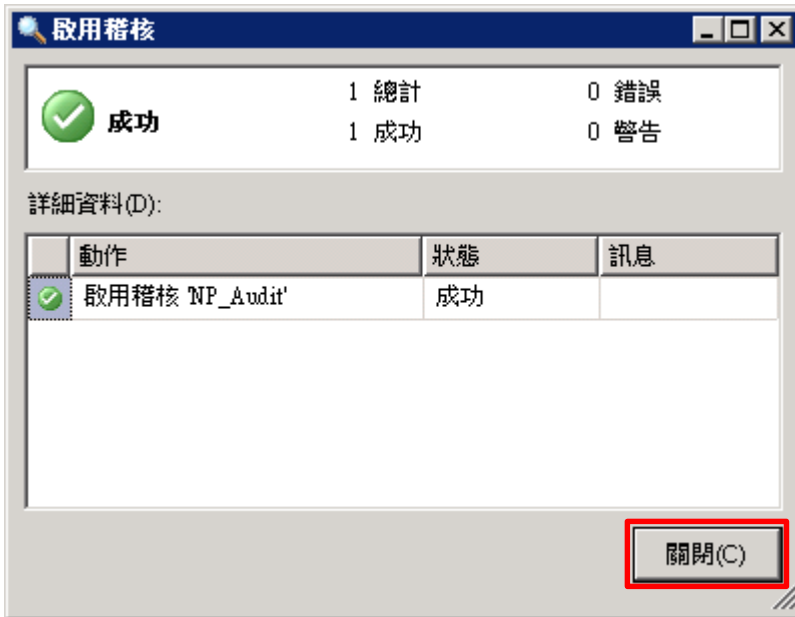 啟用稽核
成功
1 總計
0 錯誤
1 成功
0 警告
詳細資料(D):
動作 狀態 訊息
啟用稽核 'NP_Audit' 成功
關閉(C)